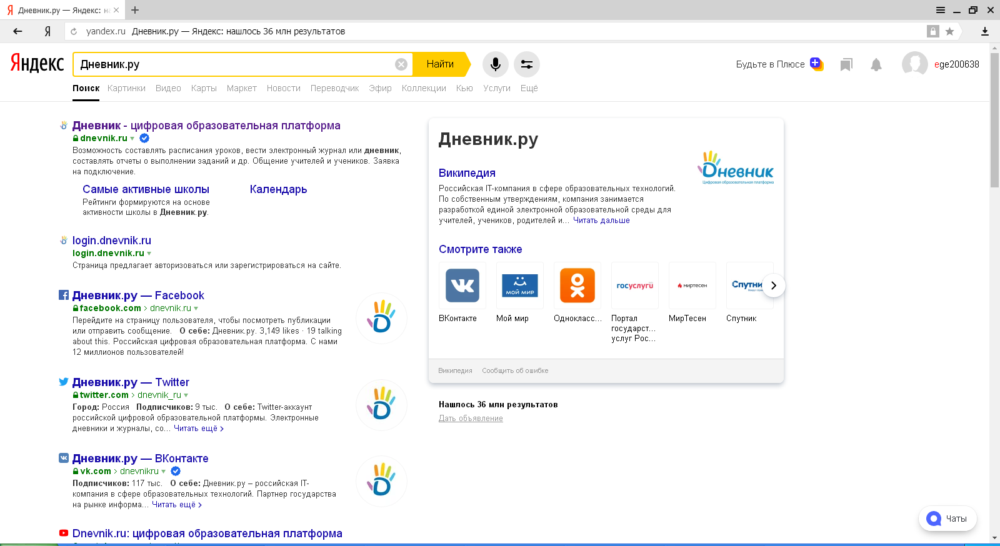 Дневник.ру — Яндекс: на
yandex.ru Дневник.ру — Яндекс: нашлось 36 млн результатов
Яндекс
Дневник.ру
Найти
Будьте в Плюсе
ege200638
Поиск Картинки Видео Карты Маркет Новости Переводчик Эфир Коллекции Кью Услуги Ещё
Дневник - цифровая образовательная платформа
dnevnik.ru
Возможность составлять расписания уроков, вести электронный журнал или дневник,
составлять отчеты о выполнении заданий и др. Общение учителей и учеников. Заявка
на подключение.
Самые активные школы
Рейтинги формируются на основе
активности школы в Дневник.ру.
Календарь
login.dnevnik.ru
login.dnevnik.ru
Страница предлагает авторизоваться или зарегистрироваться на сайте.
Дневник.ру — Facebook
facebook.com › dnevnik.ru
Перейдите на страницу пользователя, чтобы посмотреть публикации
или отправить сообщение. О себе: Дневник.ру. 3,149 likes · 19 talking
about this. Российская цифровая образовательная платформа. С нами
12 миллионов пользователей!
Дневник.ру — Twitter
twitter.com › dnevnik_ru
Город: Россия Подписчиков: 9 тыс. О себе: Twitter-аккаунт
российской цифровой образовательной платформы. Электронные
дневники и журналы, со... Читать ещё ›
Дневник.ру — ВКонтакте
vk.com › dnevnikru
Подписчиков: 117 тыс. О себе: Дневник.ру – российская IT-
компания в сфере образовательных технологий. Партнер государства
на рынке информа... Читать ещё ›
Dnevnik.ru: цифровая образовательная платформа
Дневник.ру
Дневник
Цифровая образовательная платформа
Википедия
Российская IT-компания в сфере образовательных технологий.
По собственным утверждениям, компания занимается
разработкой единой электронной образовательной среды для
учителей, учеников, родителей и... Читать дальше
Смотрите также
МОЙ МИР
госуслуги
МИРТЕСЕН
Спутник
ВКонтакте
Мой мир
Однокласс...
Портал
государст...
услуг Рос...
МирТесен
Спутник
Википедия Сообщить об ошибке
Нашлось 36 млн результатов
Дать объявление
Чаты